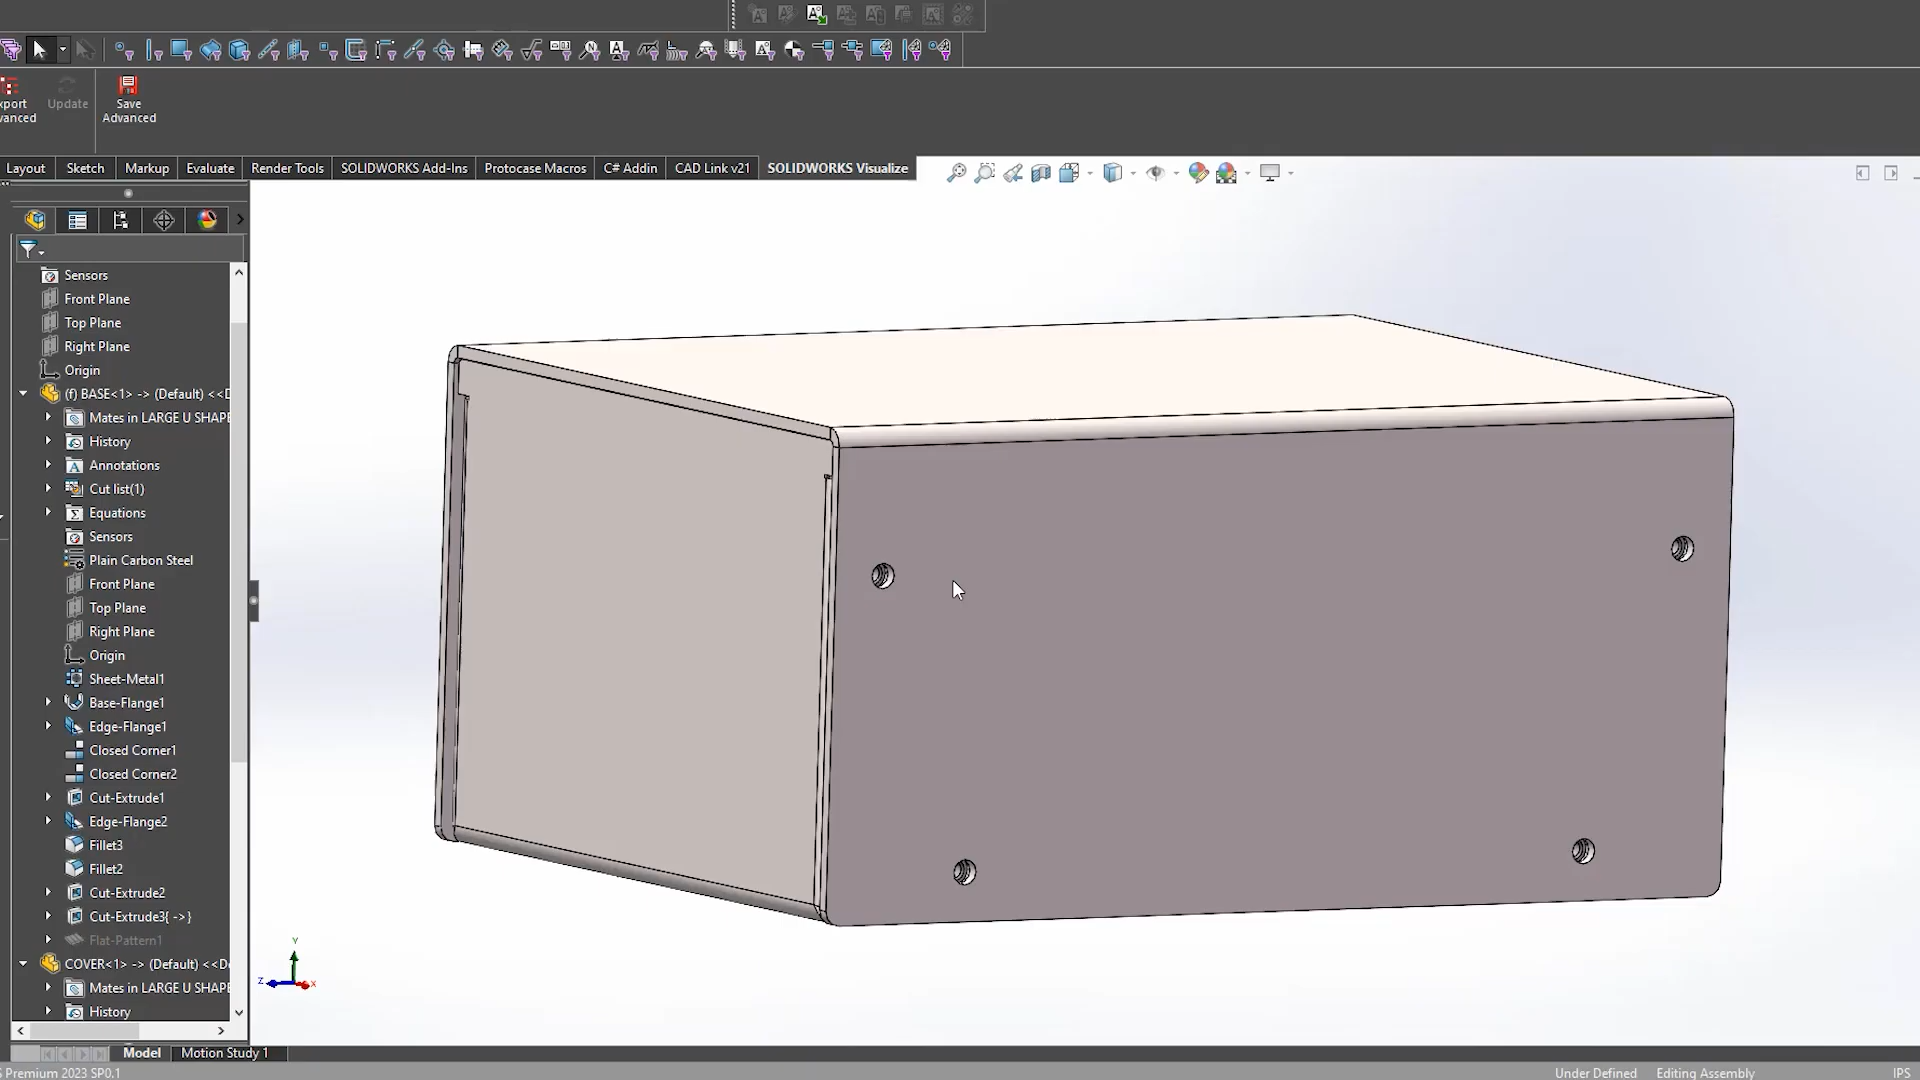 xport
vanced
Update
Save
Advanced
Layout
Sketch
Markup
Evaluate
Render Tools
SOLIDWORKS Add-Ins
Protocase Macros
C# Addin
CAD Link v21
SOLIDWORKS Visualize
Sensors
Front Plane
Top Plane
Right Plane
Origin
(f) BASE<1> -> (Default) <<D
Mates in LARGE U SHAPE
History
Annotations
Cut list(1)
Equations
Sensors
Plain Carbon Steel
Front Plane
Top Plane
Right Plane
Origin
Sheet-Metal1
Base-Flange1
Edge-Flange1
Closed Corner1
Closed Corner2
Cut-Extrude1
Edge-Flange2
Fillet3
Fillet2
Cut-Extrude2
Cut-Extrude3{ ->}
Flat-Pattern1
COVER<1> -> (Default) <<D
Mates in LARGE U SHAPE
History
Y
Z
X
Model
Motion Study 1
S Premium 2023 SP0.1
Under Defined
Editing Assembly
IPS